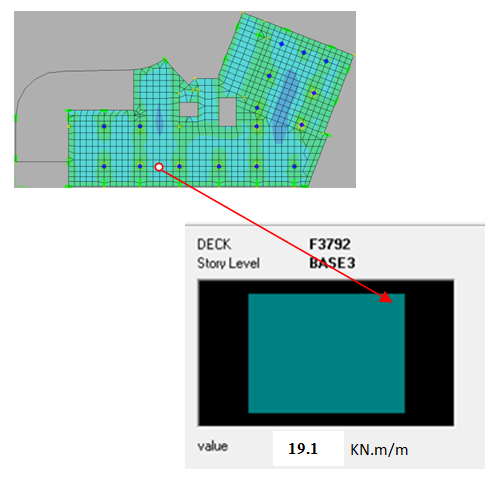 DECK F3792
Story Level BASE3
value 19.1 KN.m/m